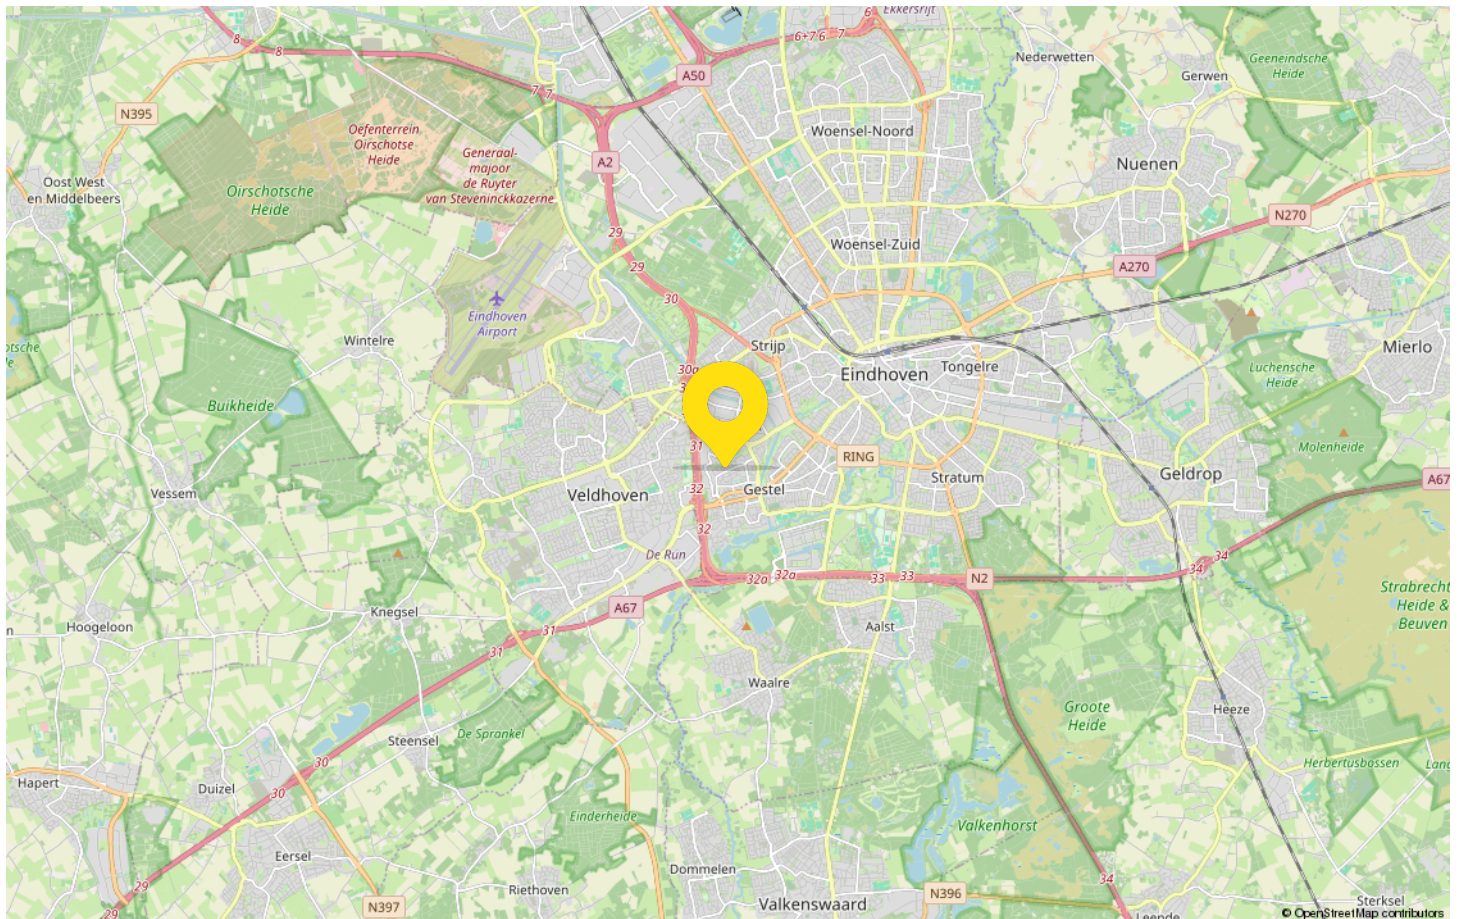 Ekkersrijt
6
8
8
6+7 6
7
A50
Nederwetten
Geeneindsche
Heide
Gerwen
7
7
N395
Oefenterrein
Oirschotse
Heide
Woensel-Noord
Generaal-
majoor
de Ruyter
van Steveninckkazerne
A2
Nuenen
Oost West
en Middelbeers
Oirschotsche
Heide
N270
29
Woensel-Zuid
29
A270
30
Eindhoven
Airport
Wintelre
Strijp
Mierlo
30a
Eindhoven
Tongelre
Luchensche
Heide
Buikheide
31
Molenheide
RING
Vessem
Veldhoven
32
Gestel
Stratum
Geldrop
A67
32
De Run
34
34
32a
32a
33
33
N2
Strabrecht
Heide &
Beuven
Knegsel
A67
Hoogeloon
31
31
Aalst
Waalre
Groote
Heide
Heeze
Steensel
De Sprankel
30
Herbertusbossen
Hapert
Duizel
30
Einderheide
Valkenhorst
Eersel
Dommelen
29
Riethoven
34
29
N397
Valkenswaard
N396
Leende
Sterksel
© OpenStreetMap contributors